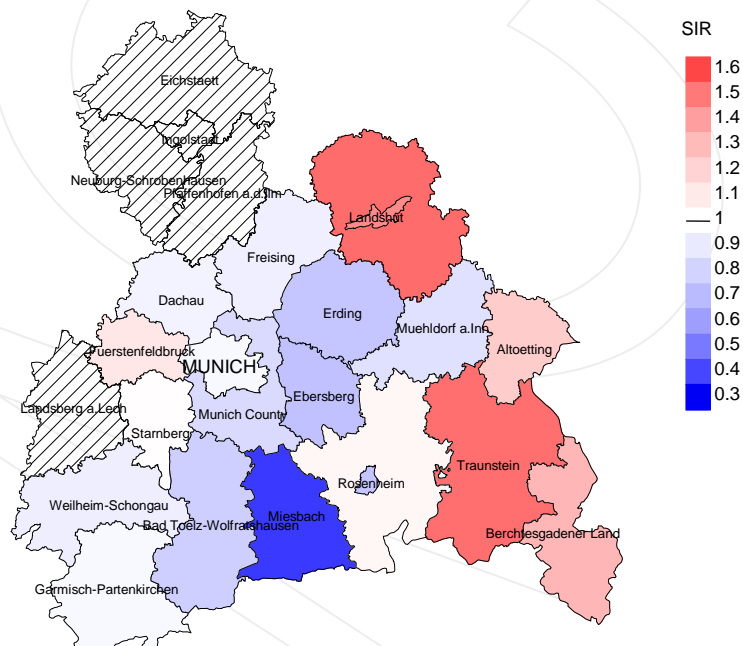 SIR
1.6
1.5
1.4
1.3
1.2
1.1
1
0.9
0.8
0.7
0.6
0.5
0.4
0.3
Eichstaett
Ingolstadt
Neuburg-Schrobenhausen
Pfaffenhofen a.d.Ilm
Landshut
Freising
Dachau
Erding
Muehldorf a.Inn
Altoetting
Fuerstenfeldbruck
MUNICH
Ebersberg
Landsberg a.Lech
Munich County
Starnberg
Traunstein
Rosenheim
Weilheim-Schongau
Miesbach
Bad Toelz-Wolfratshausen
Berchtesgadener Land
Garmisch-Partenkirchen